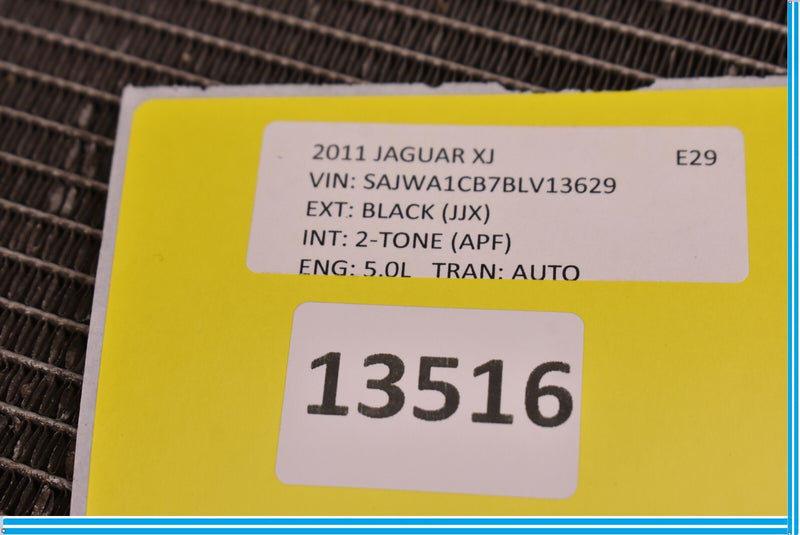 2011 JAGUAR XJ E29
VIN: SAJWA1CB7BLV13629
EXT: BLACK (JJX)
INT: 2-TONE (APF)
ENG: 5.0L TRAN: AUTO
13516